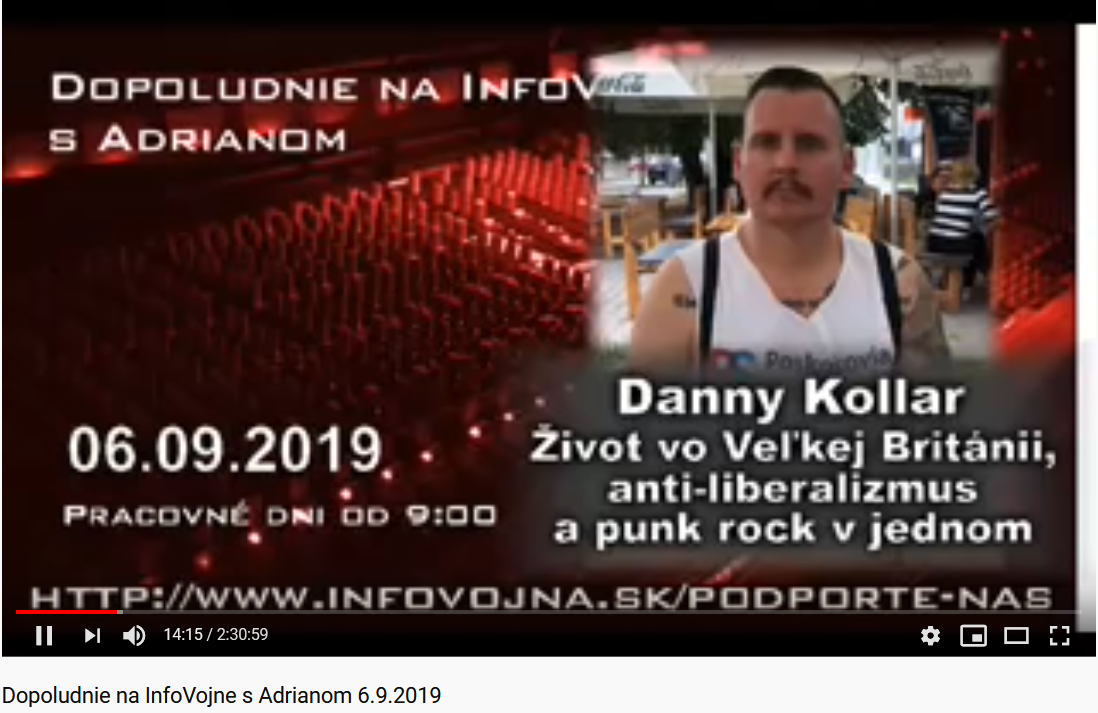 DOPOLUDNIE NA INFOV
S ADRIANOM
Danny Kollar
Život vo Veľkej Británii,
anti-liberalizmus
a punk rock v jednom
06.09.2019
PRACOVNÉ DNI OD 9:00
HTTP://WWW.INFOVOJNA.SK/PODPORTE-NAS
14:15 / 2:30:59
Dopoludnie na InfoVojne s Adrianom 6.9.2019